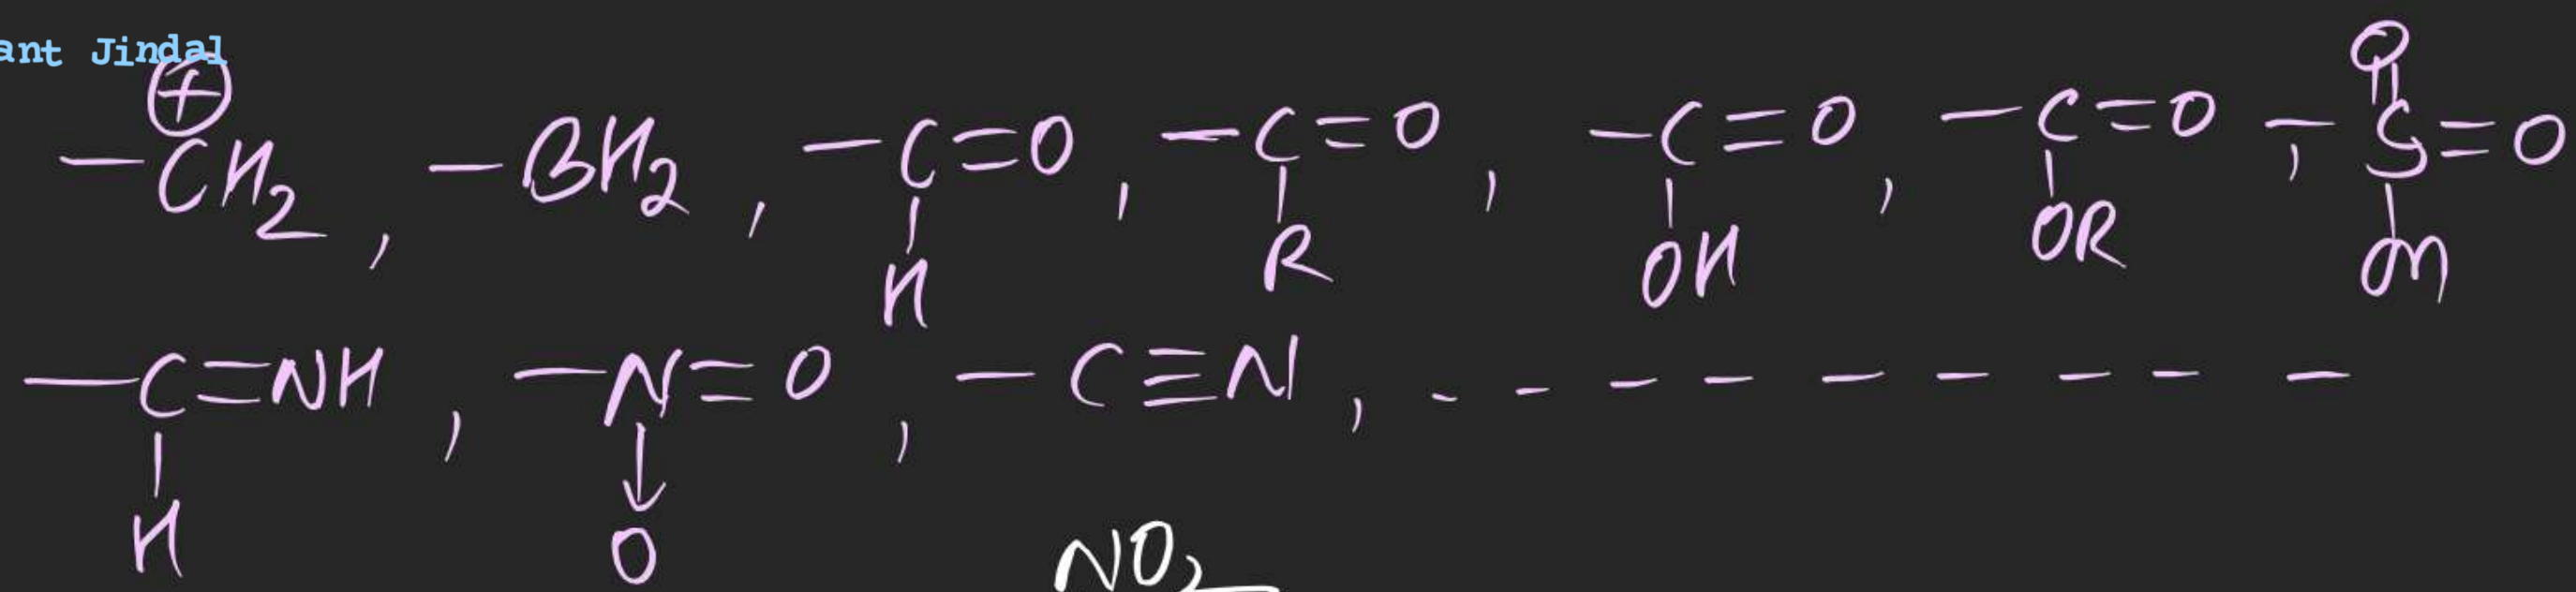 ant Jindal
⊕
O
—CH₂, —BH₂, —C=O, —C=O, —C=O, —C=O, —S=O
H R OH OR OH
—C=NH, —N=O, —C≡N, - - - - - - - - -
H ↓
O
NO₂